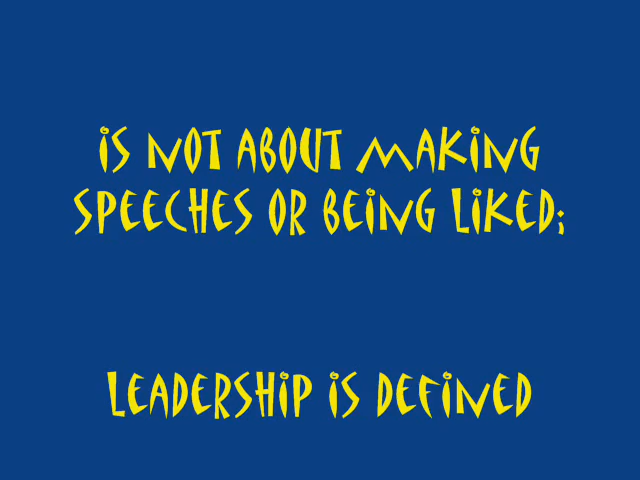 IS NOT ABOUT MAKING
SPEECHES OR BEING LIKED;
LEADERSHIP IS DEFINED